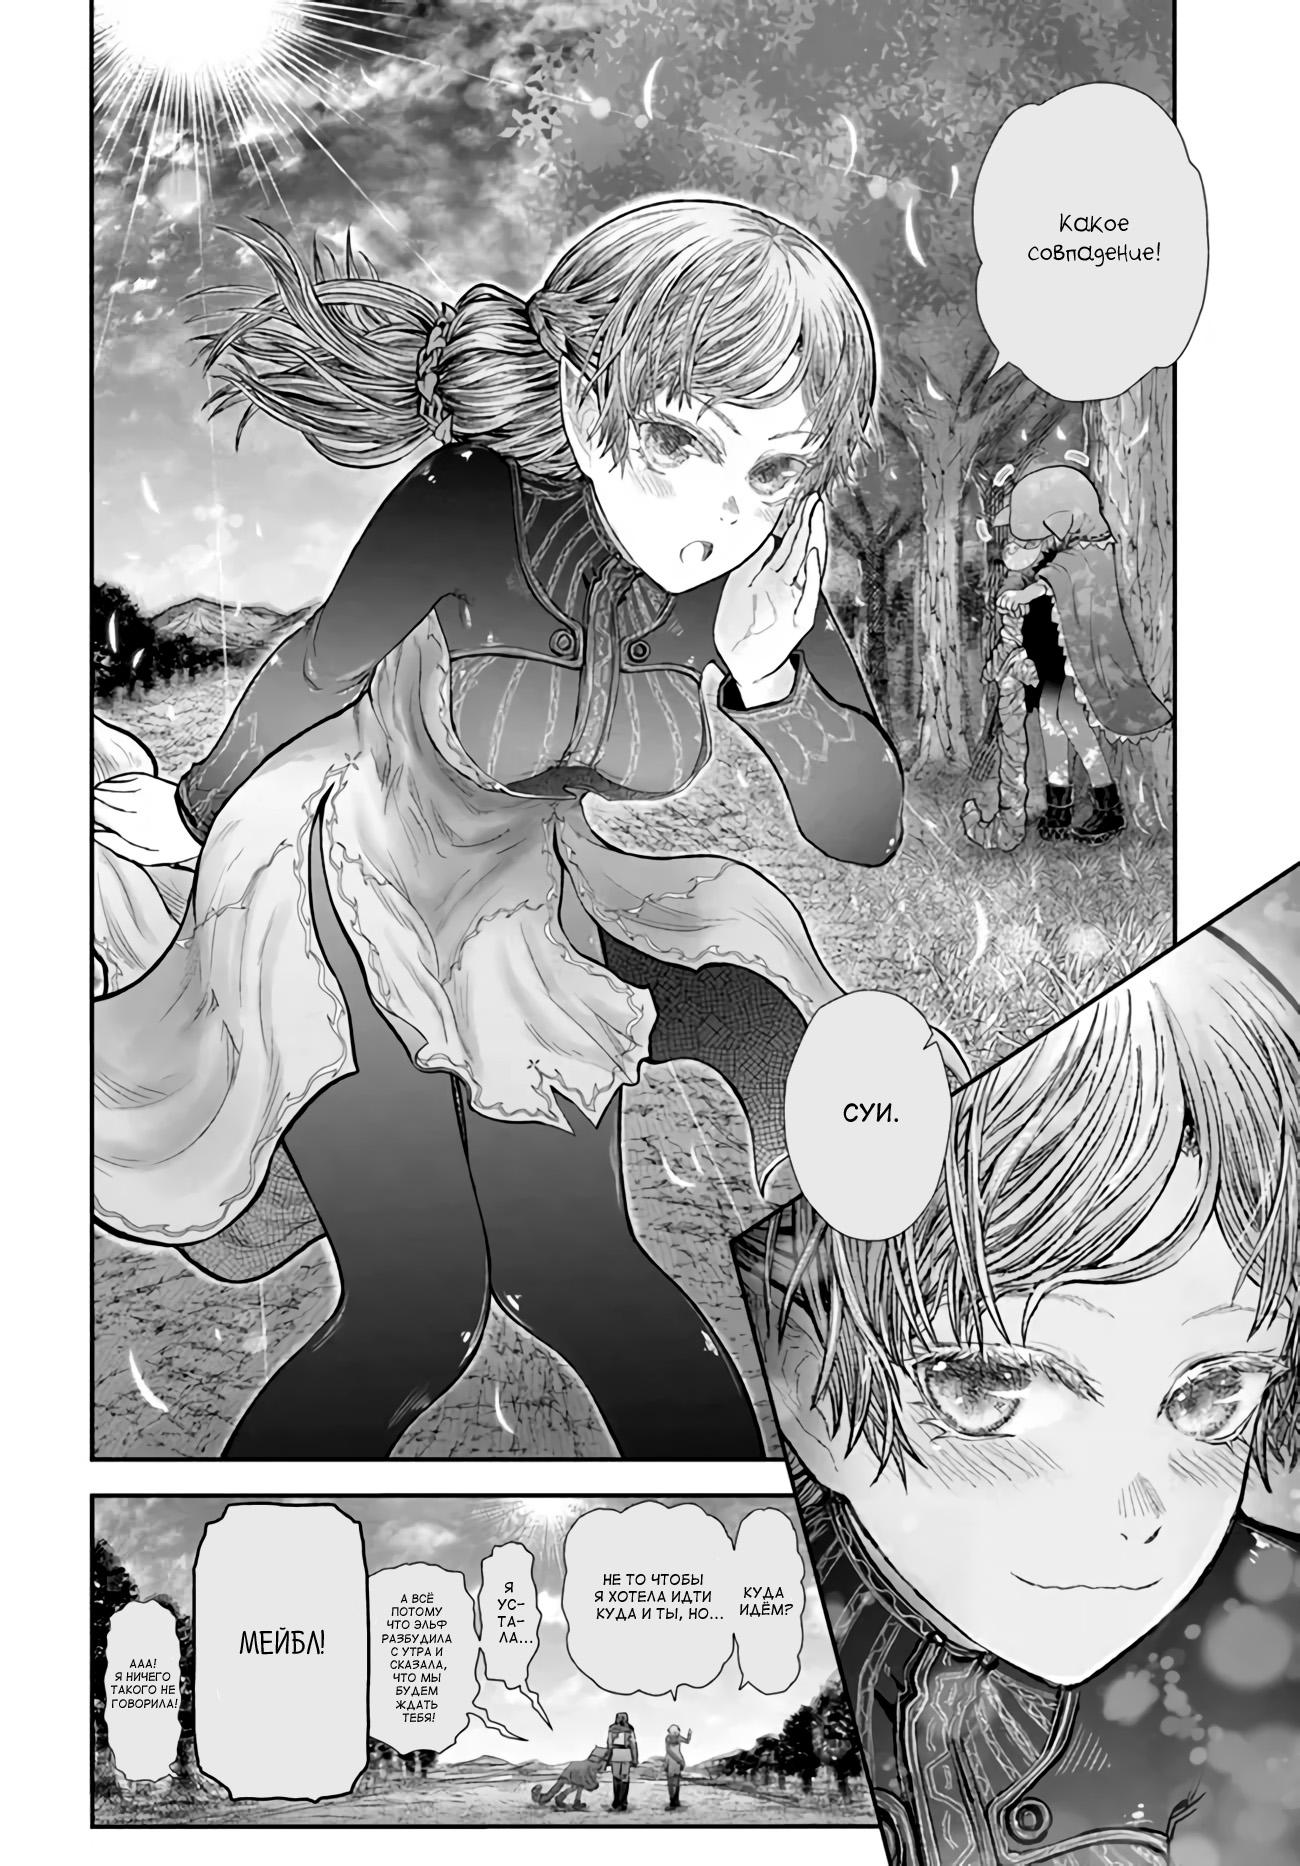 Какое
совпадение!
СУИ.
КУДА
ИДЁМ?
НЕ ТО ЧТОБЫ
Я ХОТЕЛА ИДТИ
КУДА И ТЫ, НО...
Я
УС-
ТА-
ЛА...
А ВСЁ
ПОТОМУ
ЧТО ЭЛЬФ
РАЗБУДИЛА
С УТРА И
СКАЗАЛА,
ЧТО МЫ
БУДЕМ
ЖДАТЬ
ТЕБЯ!
МЕЙБЛ!
ААА!
Я НИЧЕГО
ТАКОГО НЕ
ГОВОРИЛА!